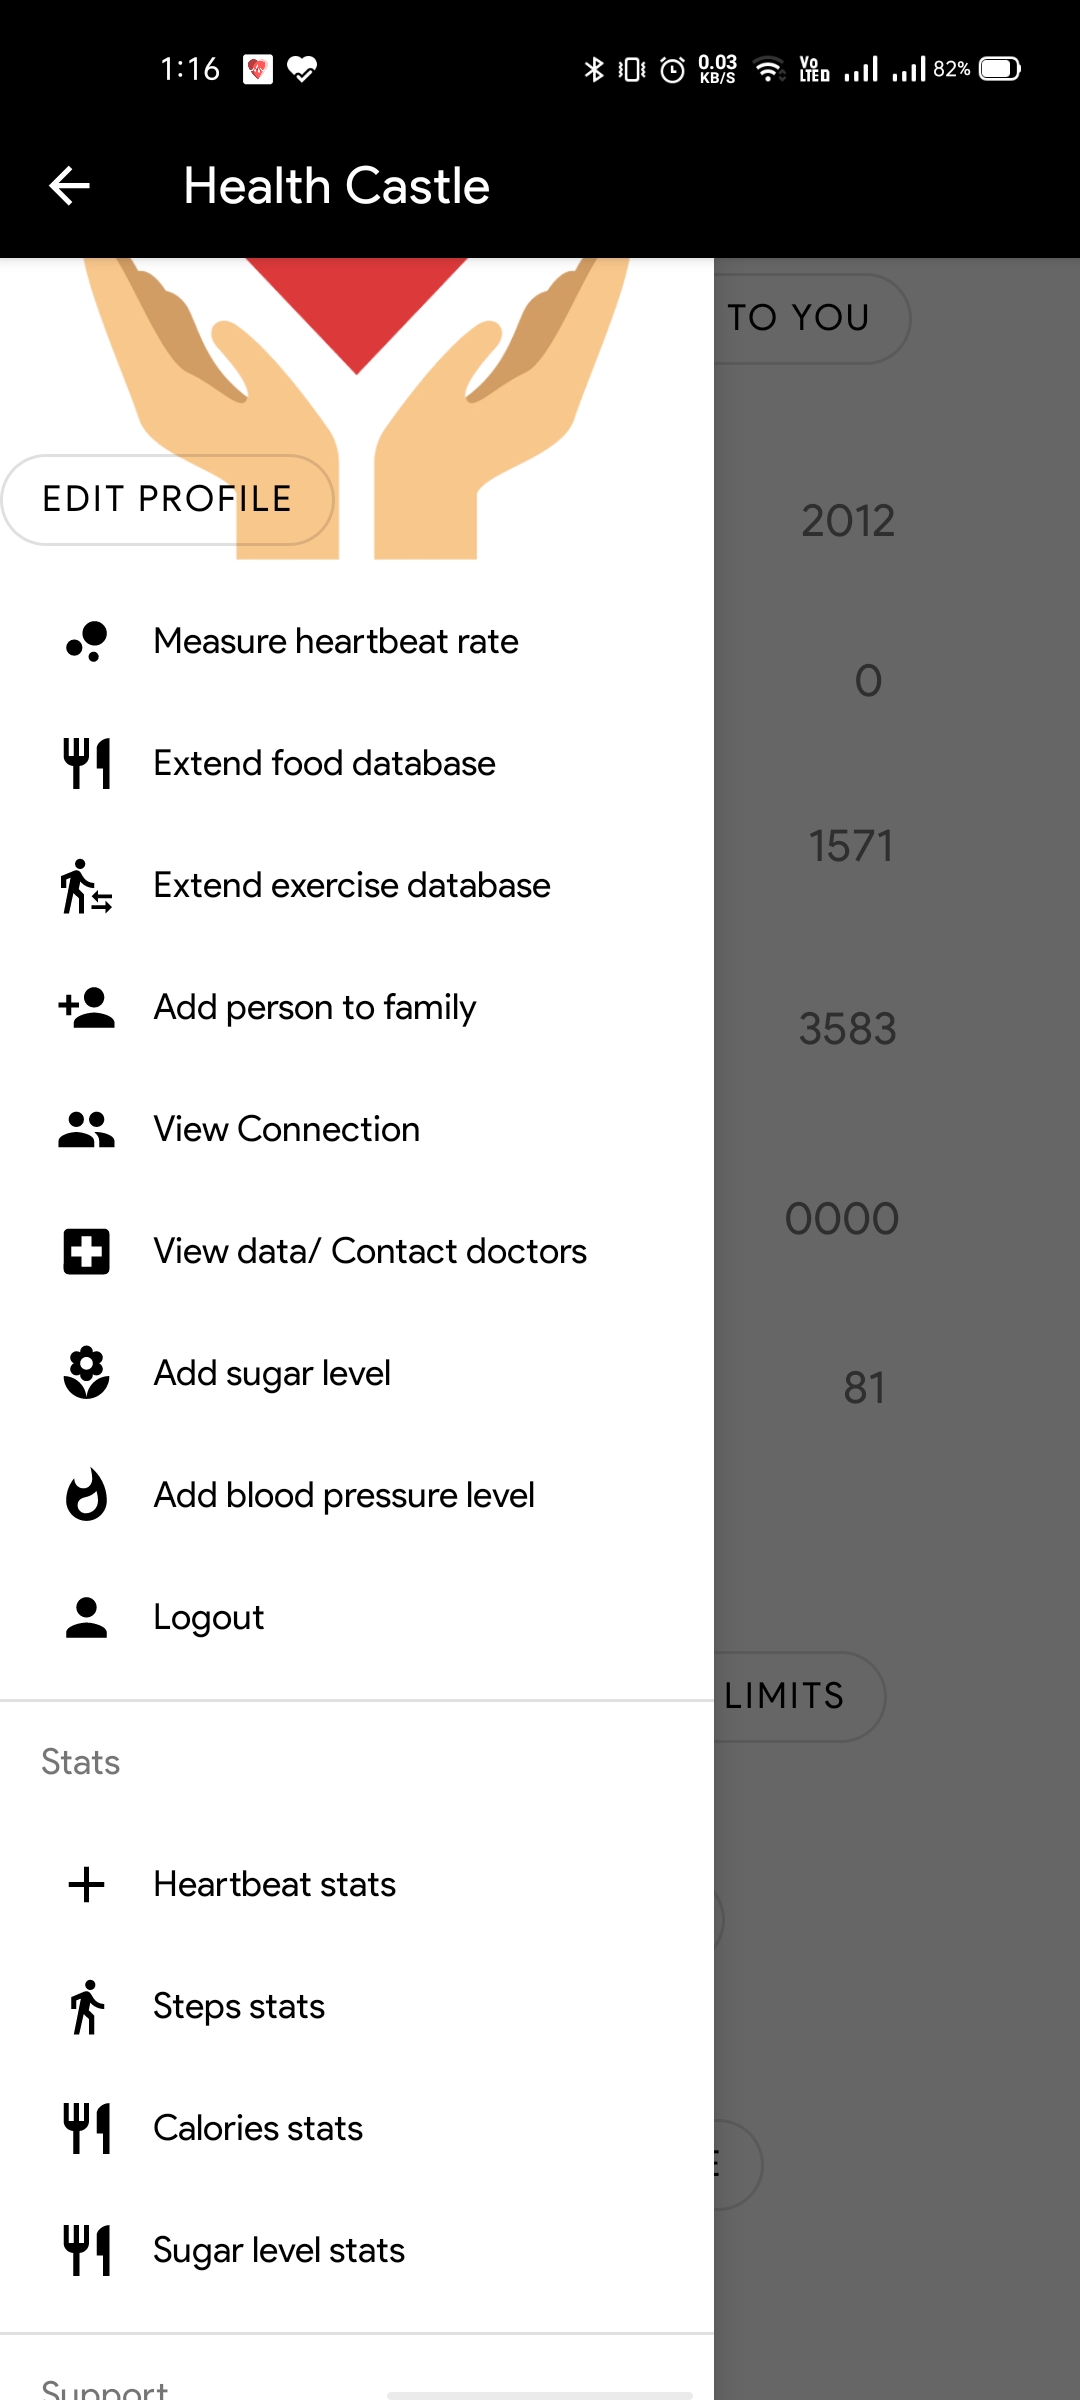 1:16 0.03 KB/S Vo LTED 82%
Health Castle
TO YOU
EDIT PROFILE
2012
Measure heartbeat rate
0
Extend food database
1571
Extend exercise database
Add person to family
3583
View Connection
0000
View data/ Contact doctors
Add sugar level
81
Add blood pressure level
Logout
LIMITS
Stats
Heartbeat stats
Steps stats
Calories stats
E
Sugar level stats
Support